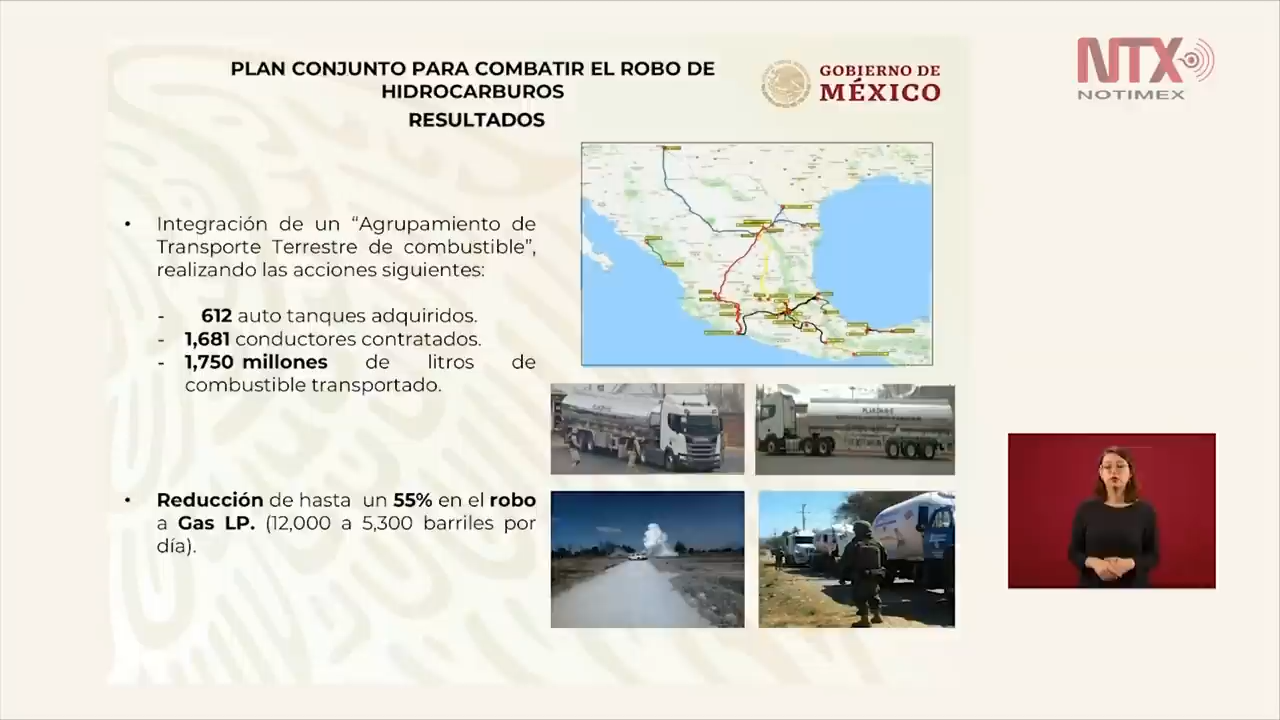 PLAN CONJUNTO PARA COMBATIR EL ROBO DE
HIDROCARBUROS
RESULTADOS
GOBIERNO DE
MÉXICO
NTX
NOTIMEX
• Integración de un “Agrupamiento de
Transporte Terrestre de combustible”,
realizando las acciones siguientes:
- 612 auto tanques adquiridos.
- 1,681 conductores contratados.
- 1,750 millones de litros de
combustible transportado.
• Reducción de hasta un 55% en el robo
a Gas LP. (12,000 a 5,300 barriles por
día).